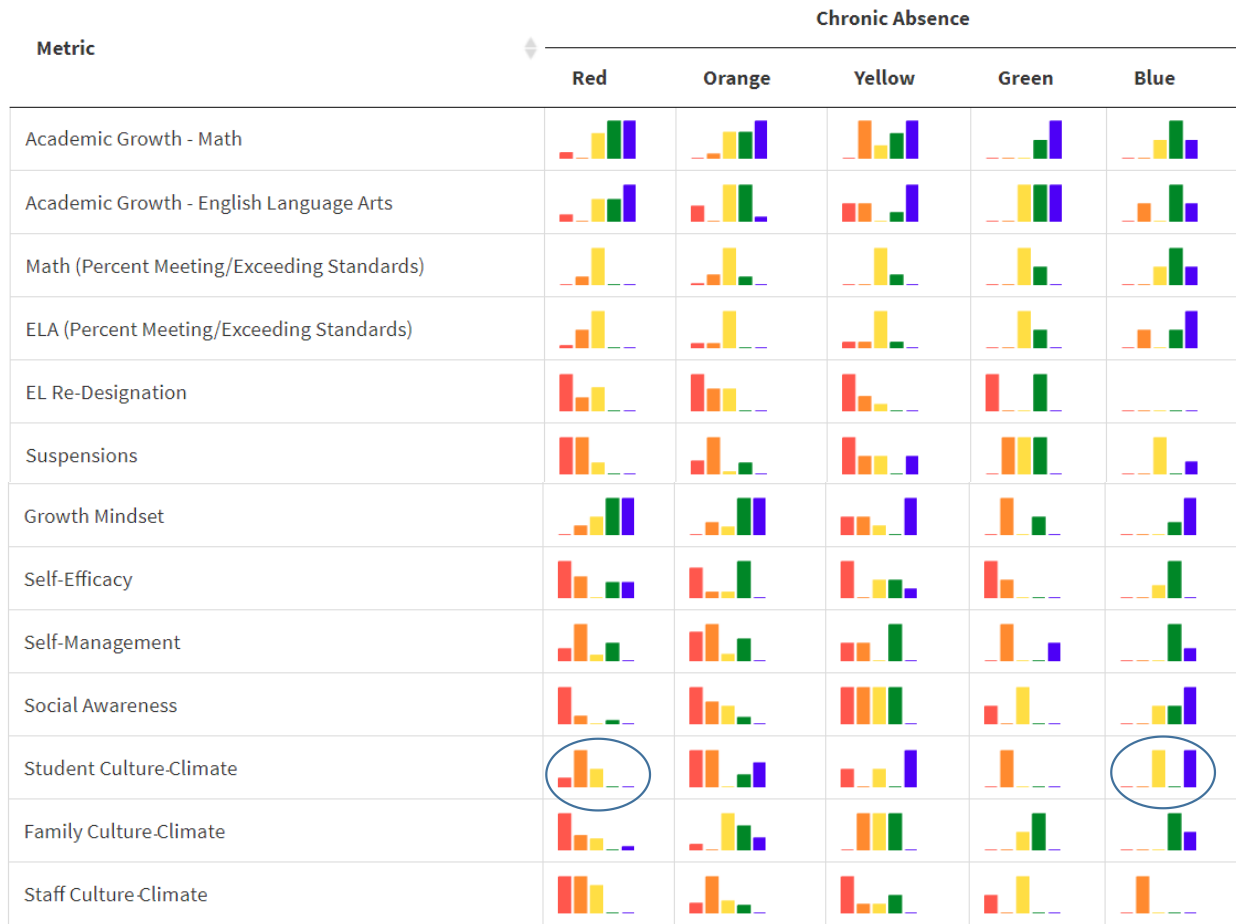 Chronic Absence
Metric
Red Orange Yellow Green Blue
Academic Growth - Math
Academic Growth - English Language Arts
Math (Percent Meeting/Exceeding Standards)
ELA (Percent Meeting/Exceeding Standards)
EL Re-Designation
Suspensions
Growth Mindset
Self-Efficacy
Self-Management
Social Awareness
Student Culture-Climate
Family Culture-Climate
Staff Culture-Climate